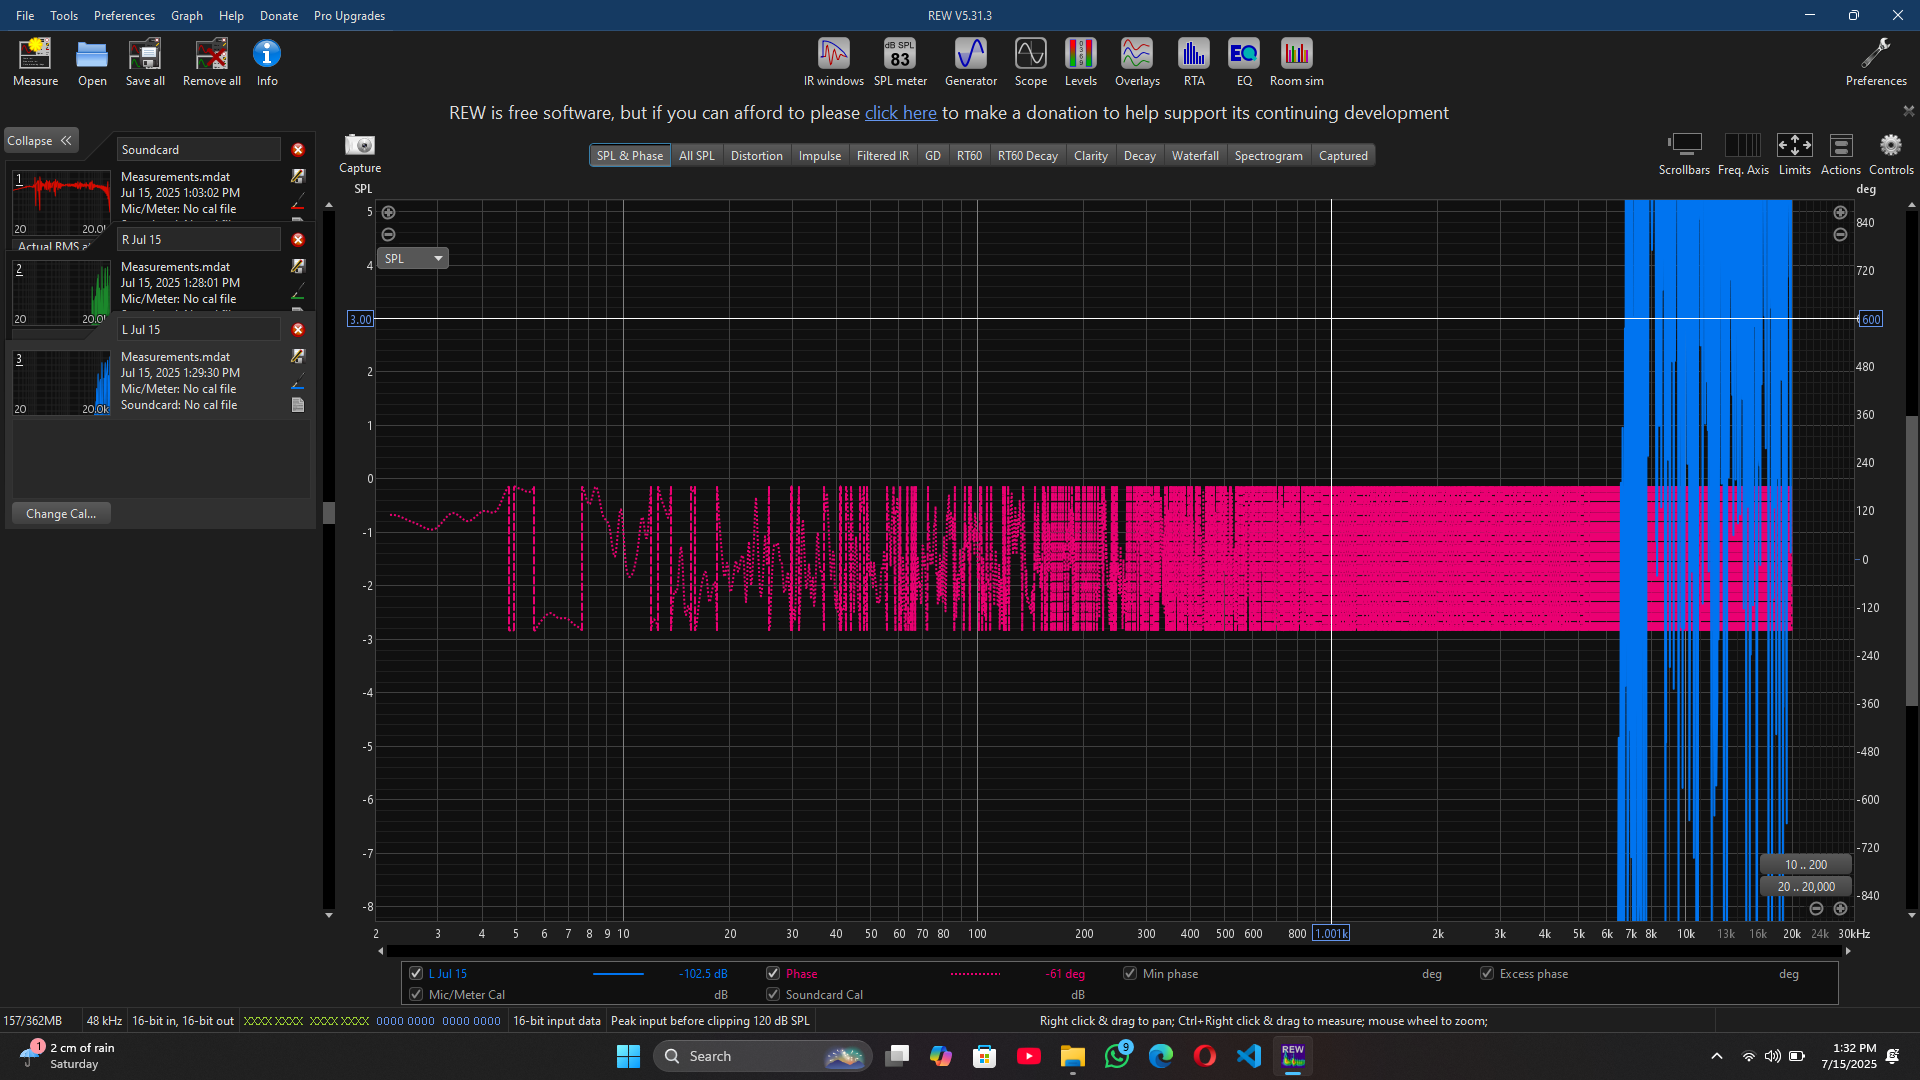 REW V5.31.3
File Tools Preferences Graph Help Donate Pro Upgrades
Measure Open Save all Remove all Info
IR windows SPL meter Generator Scope Levels Overlays RTA EQ Room sim
dB SPL
83
EQ
Preferences
REW is free software, but if you can afford to please click here to make a donation to help support its continuing development
Collapse
Soundcard
1
Measurements.mdat
Jul 15, 2025 1:03:02 PM
Mic/Meter: No cal file
20 20.0
Actual RMS a
R Jul 15
2
Measurements.mdat
Jul 15, 2025 1:28:01 PM
Mic/Meter: No cal file
20 20.0
L Jul 15
3
Measurements.mdat
Jul 15, 2025 1:29:30 PM
Mic/Meter: No cal file
Soundcard: No cal file
20 20.0k
Change Cal...
Capture
SPL & Phase All SPL Distortion Impulse Filtered IR GD RT60 RT60 Decay Clarity Decay Waterfall Spectrogram Captured
Scrollbars Freq. Axis Limits Actions Controls
SPL
deg
SPL
5
4
3.00
2
1
0
-1
-2
-3
-4
-5
-6
-7
-8
840
720
600
480
360
240
120
0
-120
-240
-360
-480
-600
-720
-840
10 .. 200
20 .. 20,000
2 3 4 5 6 7 8 9 10 20 30 40 50 60 70 80 100 200 300 400 500 600 800 1.001k 2k 3k 4k 5k 6k 7k 8k 10k 13k 16k 20k 24k 30kHz
L Jul 15 -102.5 dB Phase -61 deg Min phase deg Excess phase deg
Mic/Meter Cal dB Soundcard Cal dB
157/362MB 48 kHz 16-bit in, 16-bit out XXXX XXXX XXXX XXXX 0000 0000 0000 0000 16-bit input data Peak input before clipping 120 dB SPL
Right click & drag to pan; Ctrl+Right click & drag to measure; mouse wheel to zoom;
1
2 cm of rain
Saturday
Search
9
REW
1:32 PM
7/15/2025